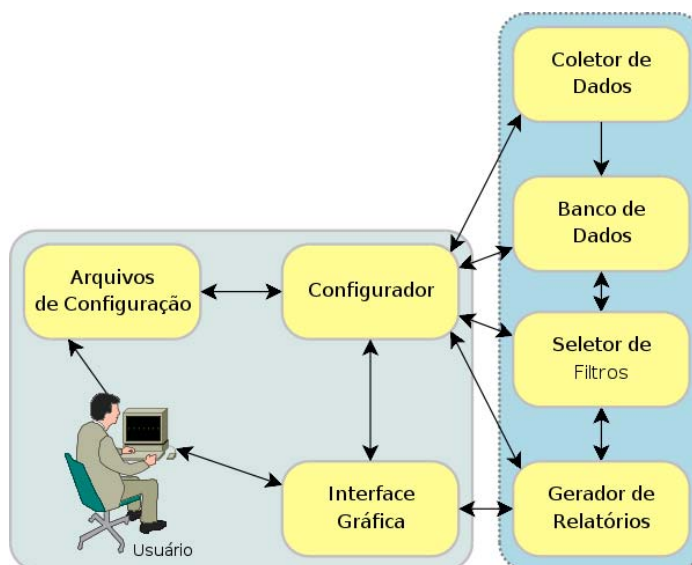 Coletor de
Dados
Banco de
Dados
Arquivos
de Configuração
Configurador
Seletor de
Filtros
Interface
Gráfica
Gerador de
Relatórios
Usuário